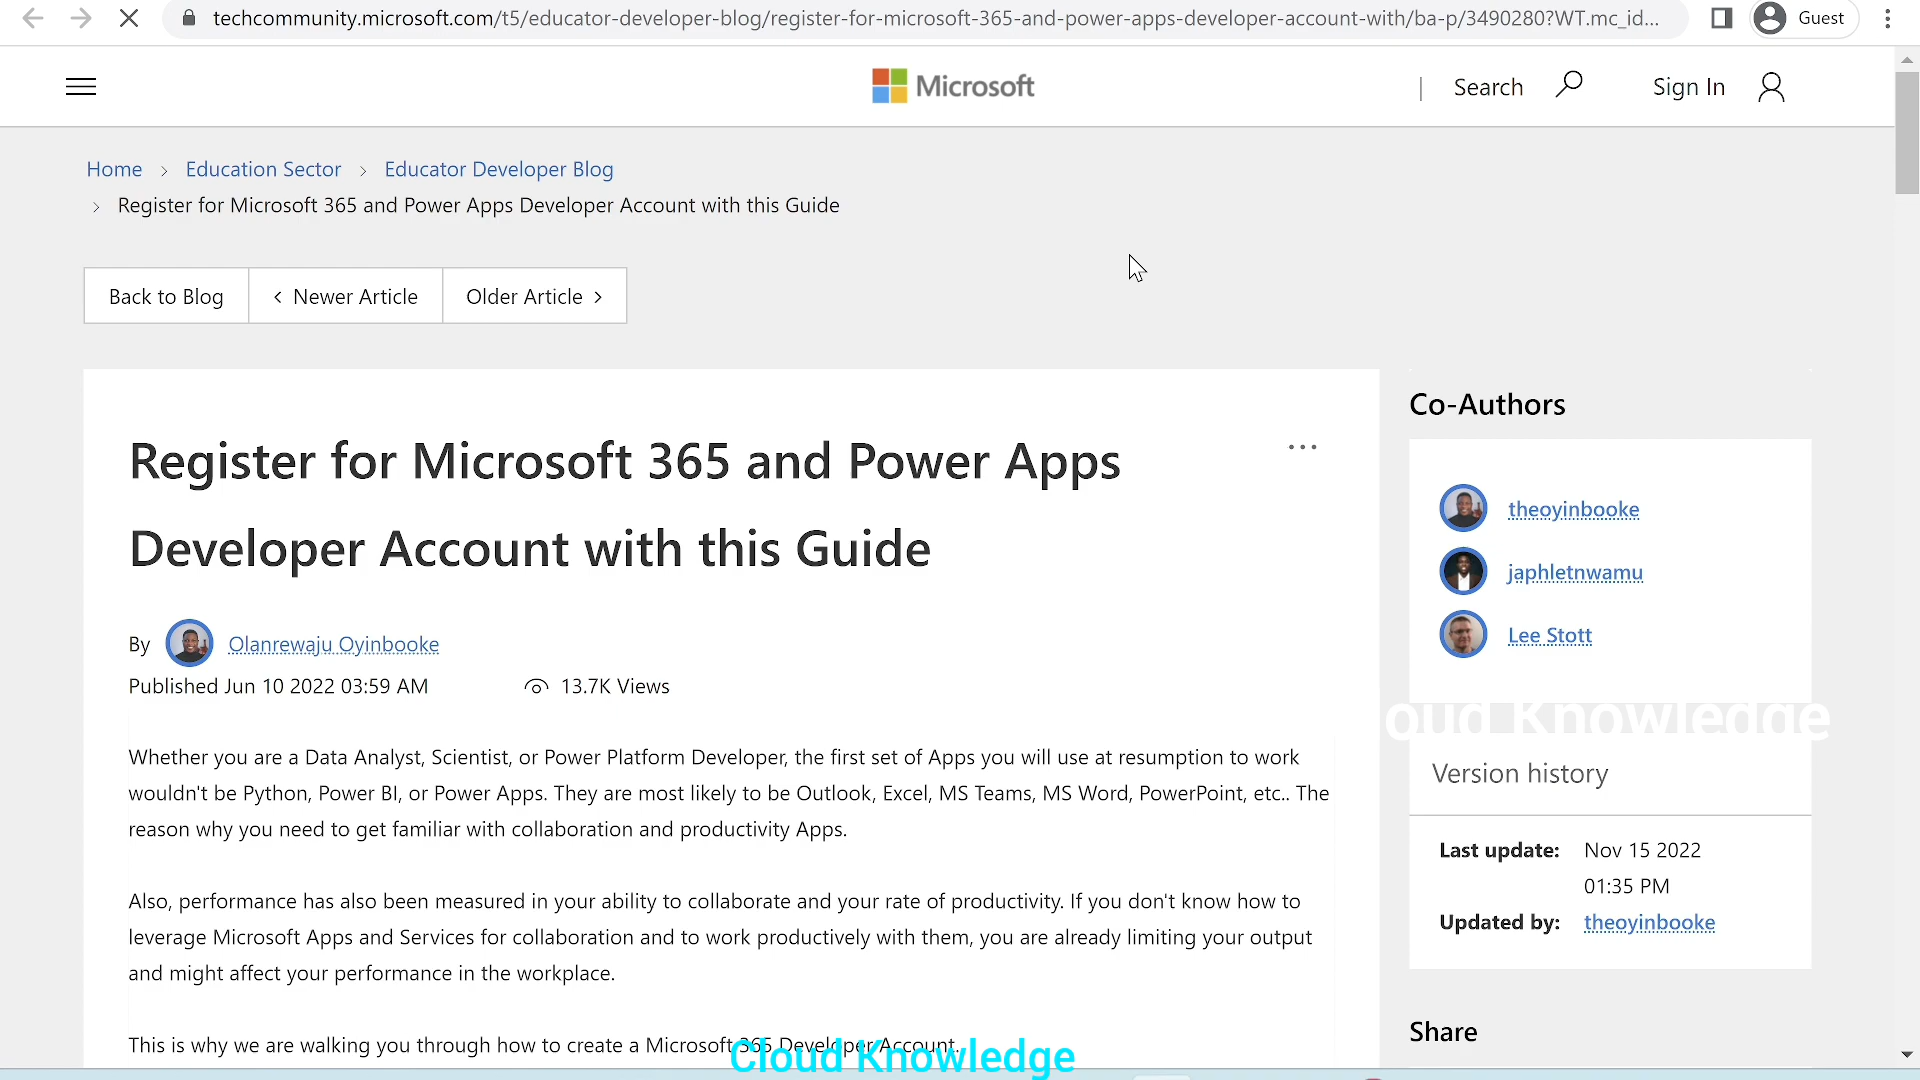 techcommunity.microsoft.com/t5/educator-developer-blog/register-for-microsoft-365-and-power-apps-developer-account-with/ba-p/3490280?WT.mc_id...
Guest
Microsoft
Search
Sign In
Home > Education Sector > Educator Developer Blog
> Register for Microsoft 365 and Power Apps Developer Account with this Guide
Back to Blog
< Newer Article
Older Article >
Register for Microsoft 365 and Power Apps
Developer Account with this Guide
By Olanrewaju Oyinbooke
Published Jun 10 2022 03:59 AM
13.7K Views
Whether you are a Data Analyst, Scientist, or Power Platform Developer, the first set of Apps you will use at resumption to work
wouldn't be Python, Power BI, or Power Apps. They are most likely to be Outlook, Excel, MS Teams, MS Word, PowerPoint, etc.. The
reason why you need to get familiar with collaboration and productivity Apps.
Also, performance has also been measured in your ability to collaborate and your rate of productivity. If you don't know how to
leverage Microsoft Apps and Services for collaboration and to work productively with them, you are already limiting your output
and might affect your performance in the workplace.
This is why we are walking you through how to create a Microsoft 365 Developer Account.
Cloud Knowledge
Co-Authors
theoyinbooke
japhletnwamu
Lee Stott
oud Knowledge
Version history
Last update: Nov 15 2022
01:35 PM
Updated by: theoyinbooke
Share